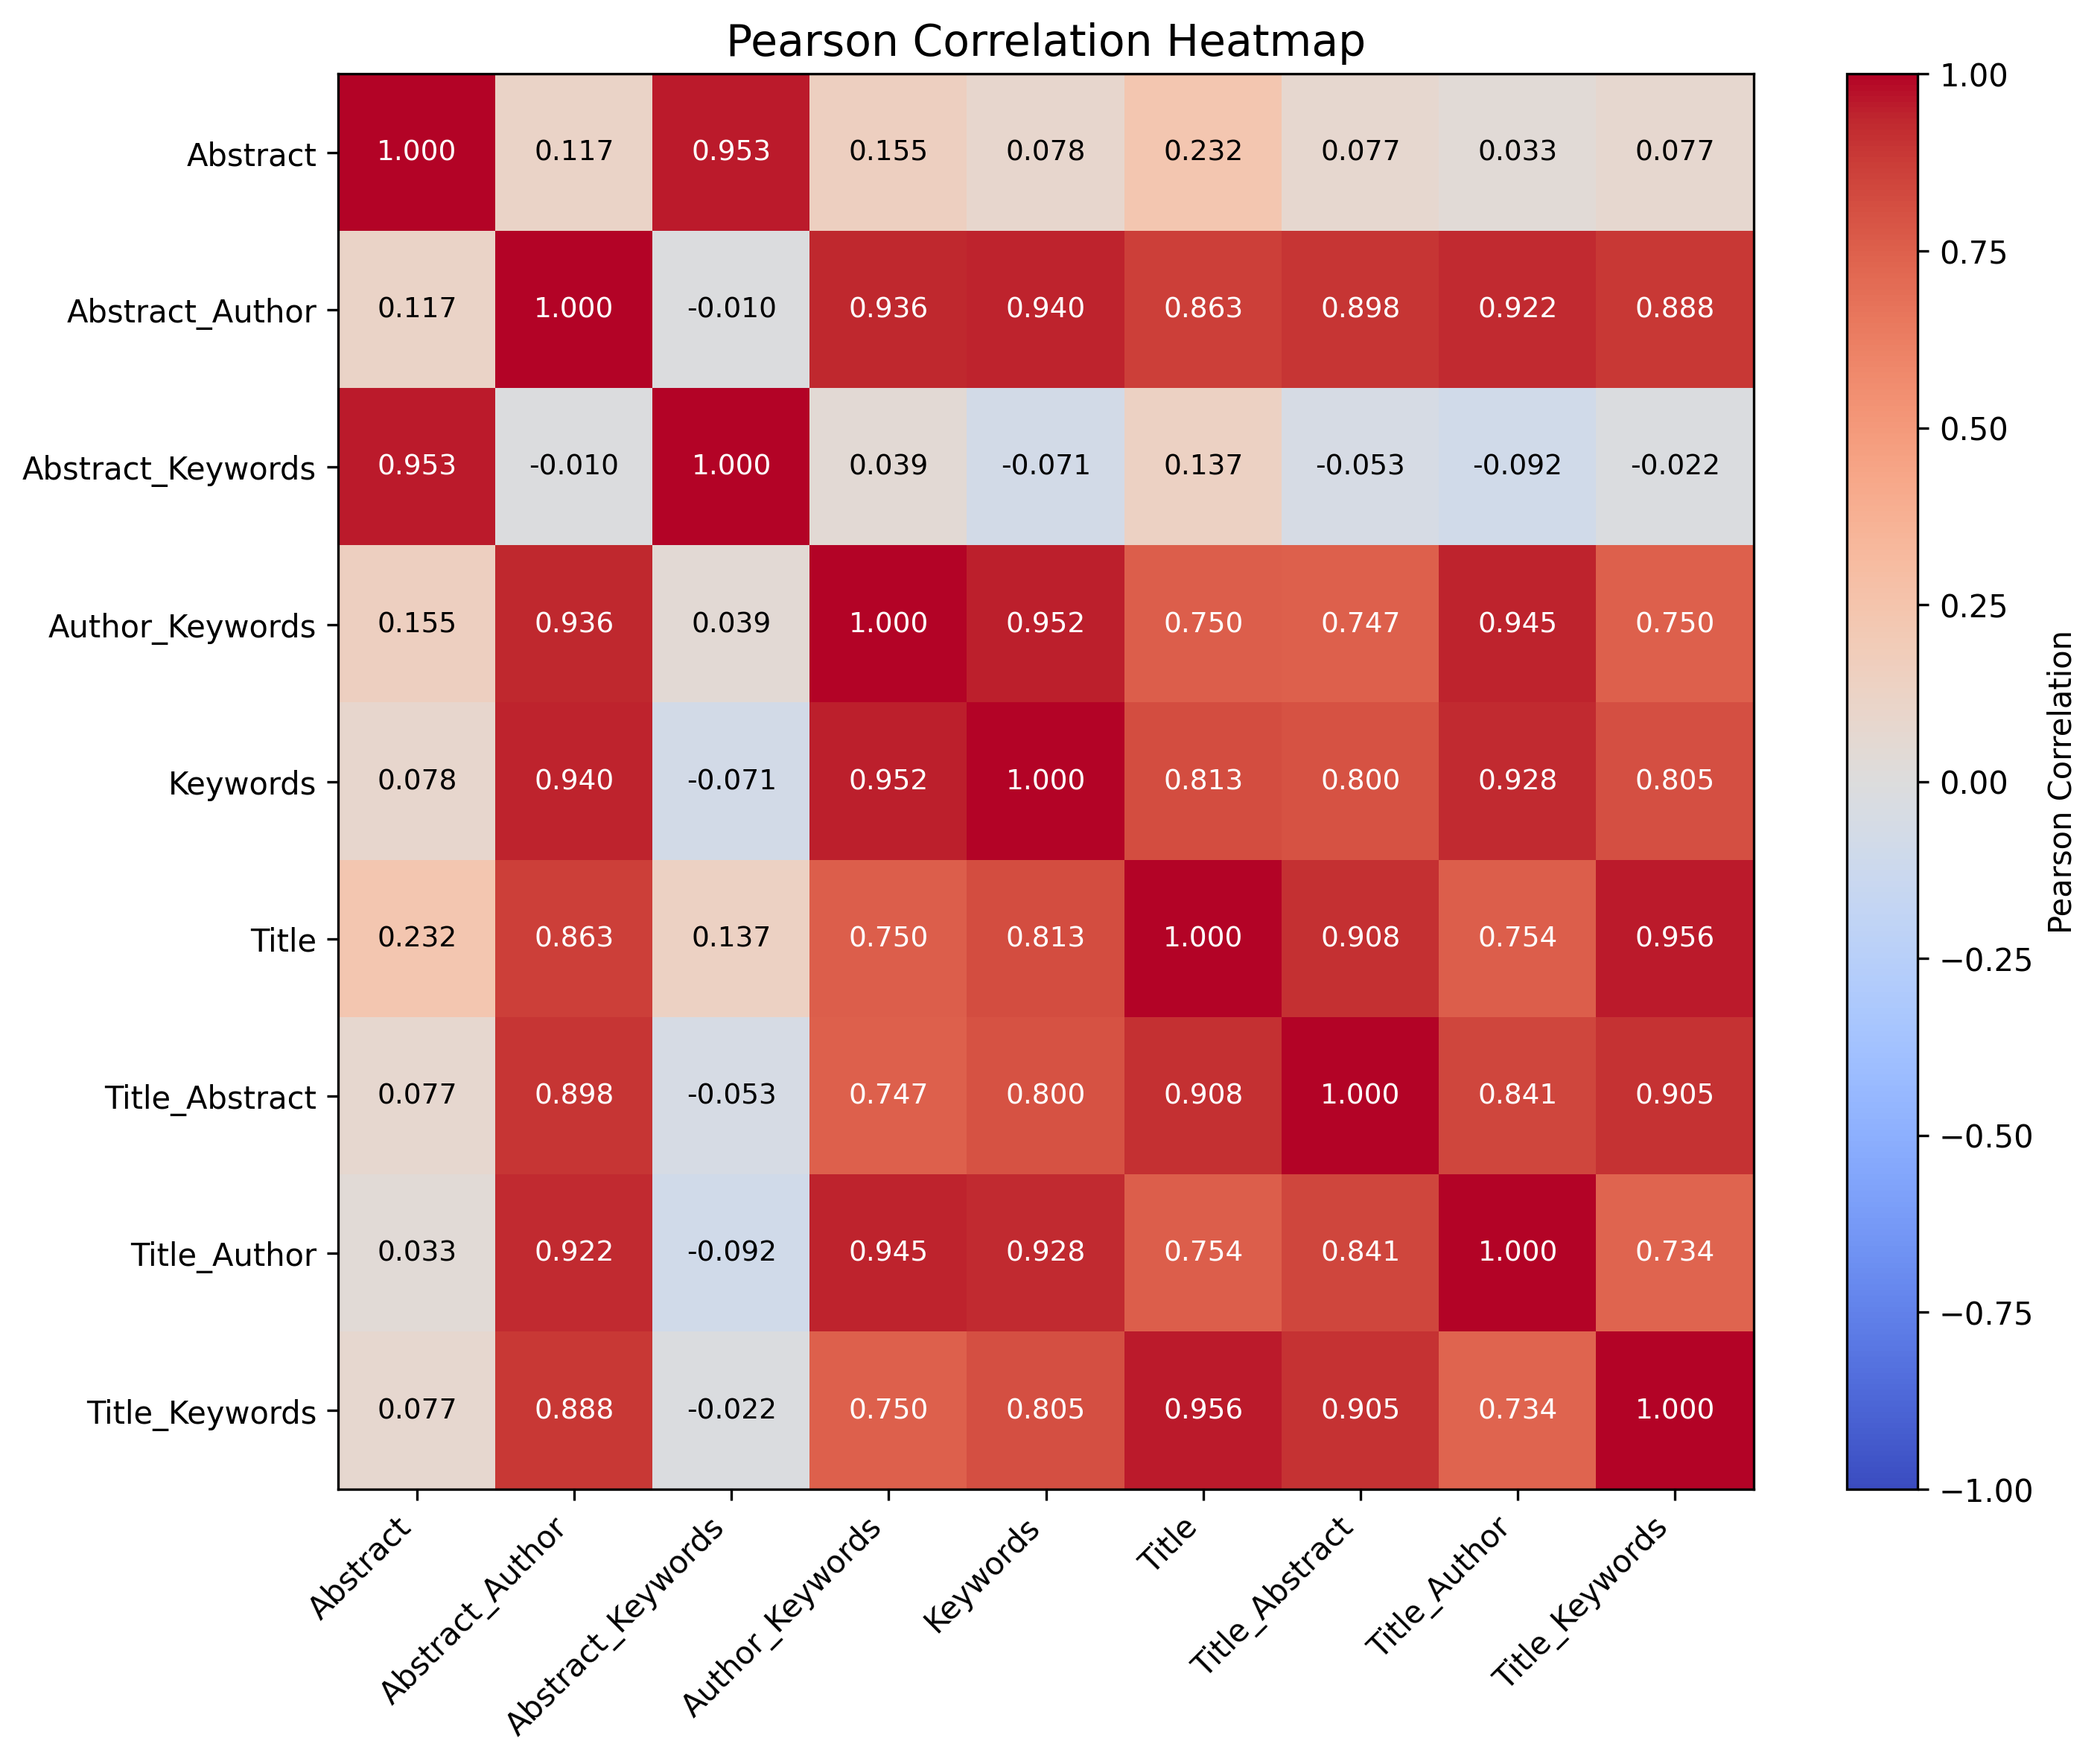 Pearson Correlation Heatmap
Abstract 1.000 0.117 0.953 0.155 0.078 0.232 0.077 0.033 0.077
Abstract_Author 0.117 1.000 -0.010 0.936 0.940 0.863 0.898 0.922 0.888
Abstract_Keywords 0.953 -0.010 1.000 0.039 -0.071 0.137 -0.053 -0.092 -0.022
Author_Keywords 0.155 0.936 0.039 1.000 0.952 0.750 0.747 0.945 0.750
Keywords 0.078 0.940 -0.071 0.952 1.000 0.813 0.800 0.928 0.805
Title 0.232 0.863 0.137 0.750 0.813 1.000 0.908 0.754 0.956
Title_Abstract 0.077 0.898 -0.053 0.747 0.800 0.908 1.000 0.841 0.905
Title_Author 0.033 0.922 -0.092 0.945 0.928 0.754 0.841 1.000 0.734
Title_Keywords 0.077 0.888 -0.022 0.750 0.805 0.956 0.905 0.734 1.000
Abstract
Abstract_Author
Abstract_Keywords
Author_Keywords
Keywords
Title
Title_Abstract
Title_Author
Title_Keywords
1.00
0.75
0.50
0.25
0.00
−0.25
−0.50
−0.75
−1.00
Pearson Correlation